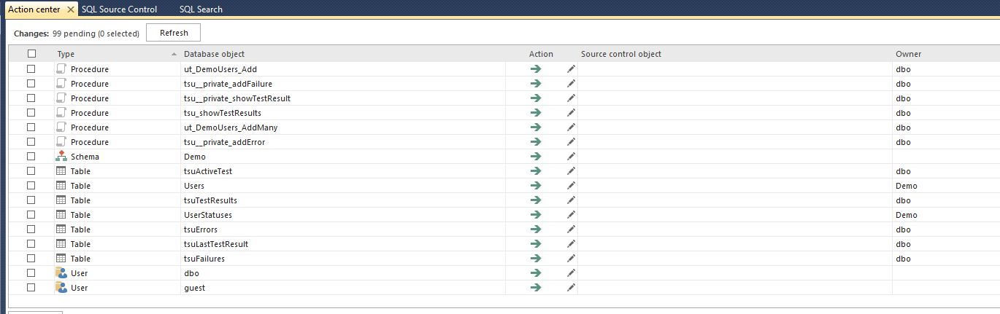 Action center SQL Source Control SQL Search
Changes: 99 pending (0 selected) Refresh
Type Database object Action Source control object Owner
Procedure ut_DemoUsers_Add dbo
Procedure tsu__private_addFailure dbo
Procedure tsu__private_showTestResult dbo
Procedure tsu_showTestResults dbo
Procedure ut_DemoUsers_AddMany dbo
Procedure tsu__private_addError dbo
Schema Demo
Table tsuActiveTest dbo
Table Users Demo
Table tsuTestResults dbo
Table UserStatuses Demo
Table tsuErrors dbo
Table tsuLastTestResult dbo
Table tsuFailures dbo
User dbo
User guest